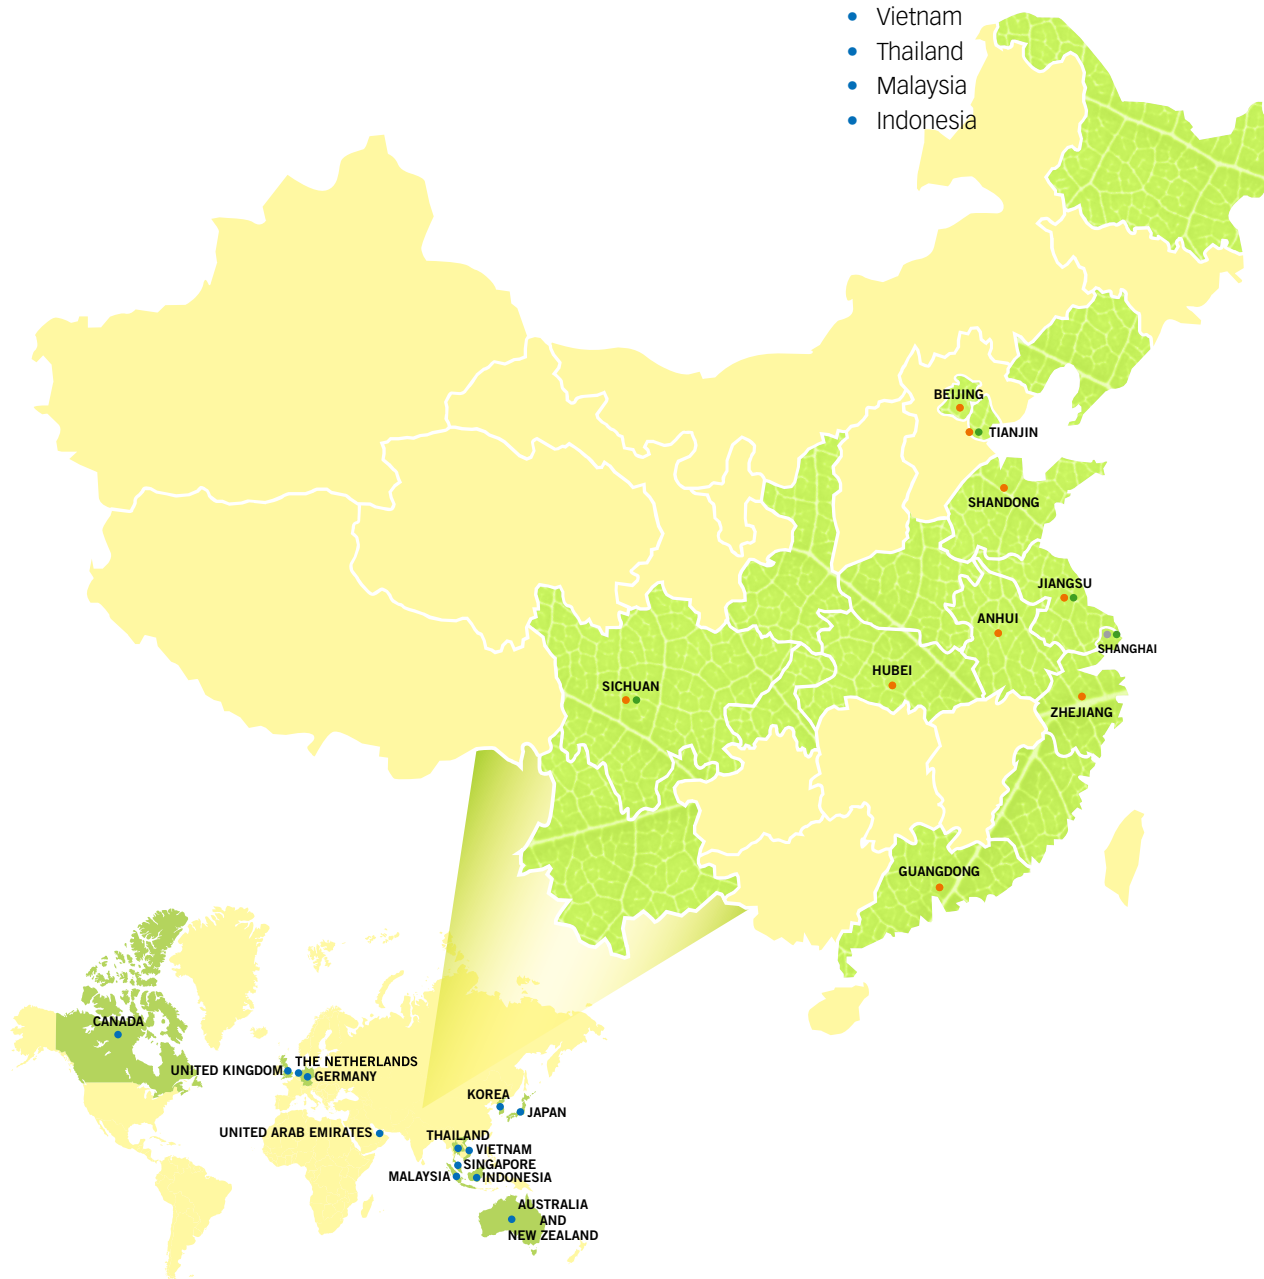 • Vietnam
• Thailand
• Malaysia
• Indonesia
BEIJING
TIANJIN
SHANDONG
JIANGSU
ANHUI
SHANGHAI
HUBEI
SICHUAN
ZHEJIANG
GUANGDONG
CANADA
THE NETHERLANDS
UNITED KINGDOM
GERMANY
KOREA
JAPAN
UNITED ARAB EMIRATES
THAILAND
VIETNAM
SINGAPORE
MALAYSIA
INDONESIA
AUSTRALIA
AND
NEW ZEALAND